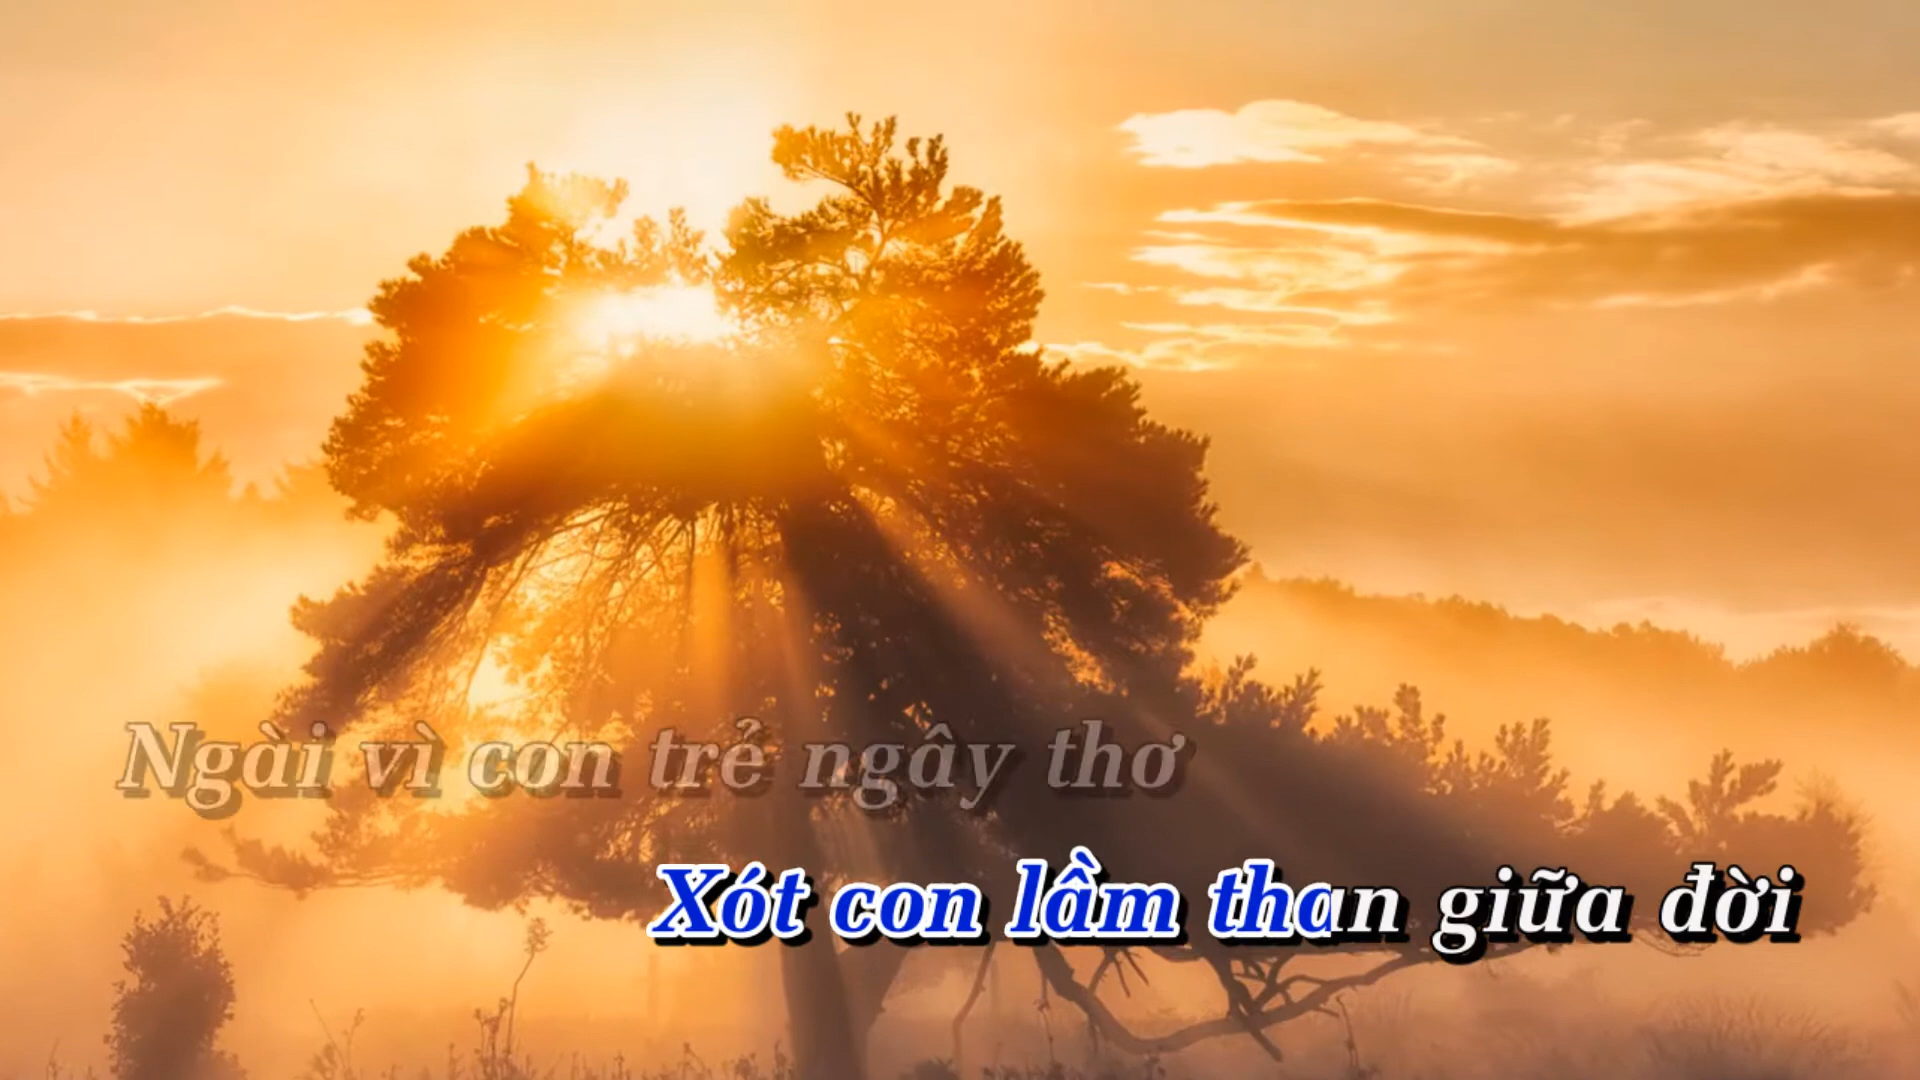 Ngài vì con trẻ ngây thơ
Xót con lầm than giữa đời